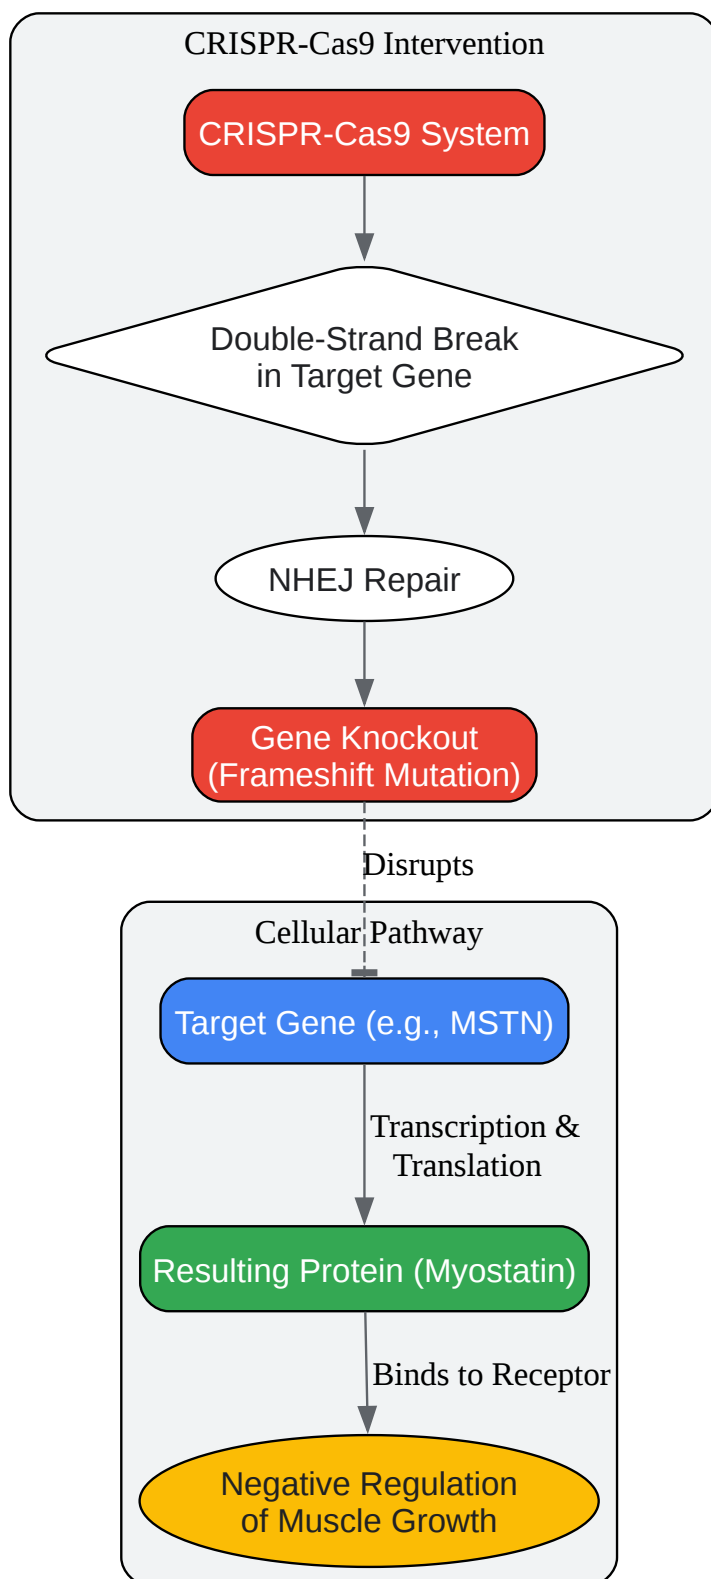 CRISPR-Cas9 Intervention
CRISPR-Cas9 System
Double-Strand Break
in Target Gene
NHEJ Repair
Gene Knockout
(Frameshift Mutation)
Disrupts
Cellular Pathway
Target Gene (e.g., MSTN)
Transcription &
Translation
Resulting Protein (Myostatin)
Binds to Receptor
Negative Regulation
of Muscle Growth